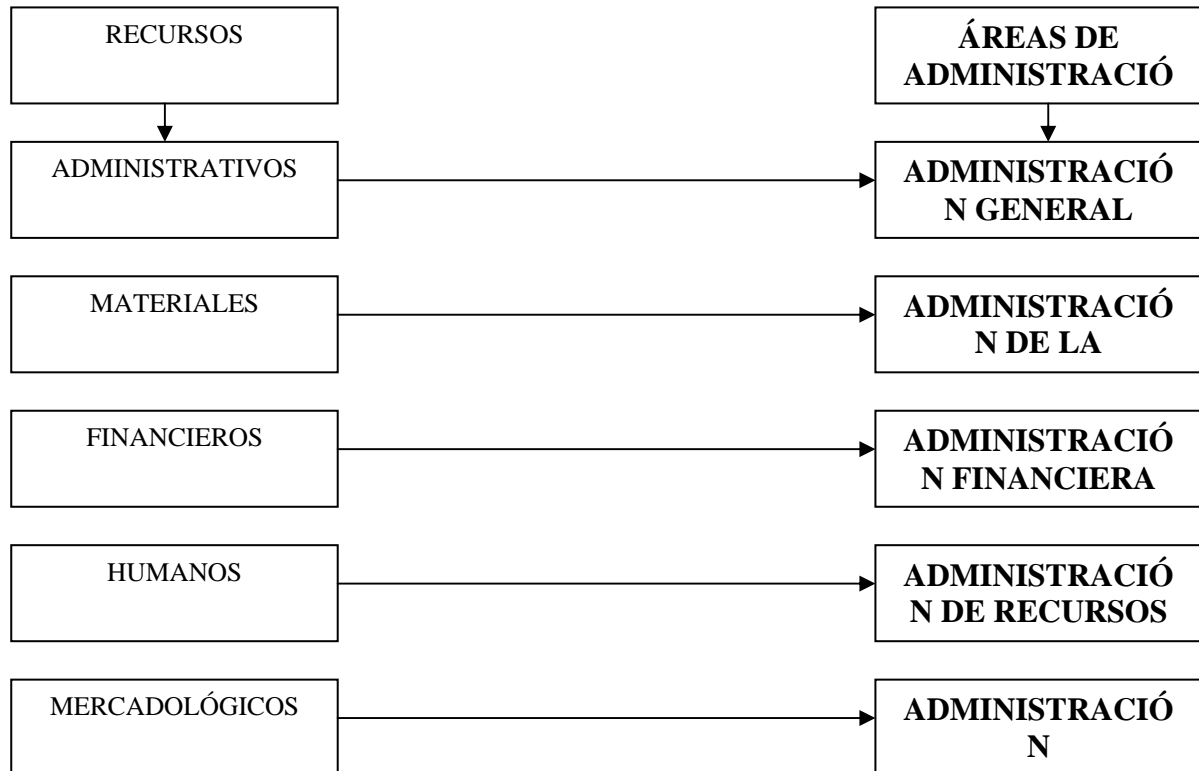 RECURSOS
ÁREAS DE
ADMINISTRACIÓ
ADMINISTRATIVOS
ADMINISTRACIÓ
N GENERAL
MATERIALES
ADMINISTRACIÓ
N DE LA
FINANCIEROS
ADMINISTRACIÓ
N FINANCIERA
HUMANOS
ADMINISTRACIÓ
N DE RECURSOS
MERCADOLÓGICOS
ADMINISTRACIÓ
N